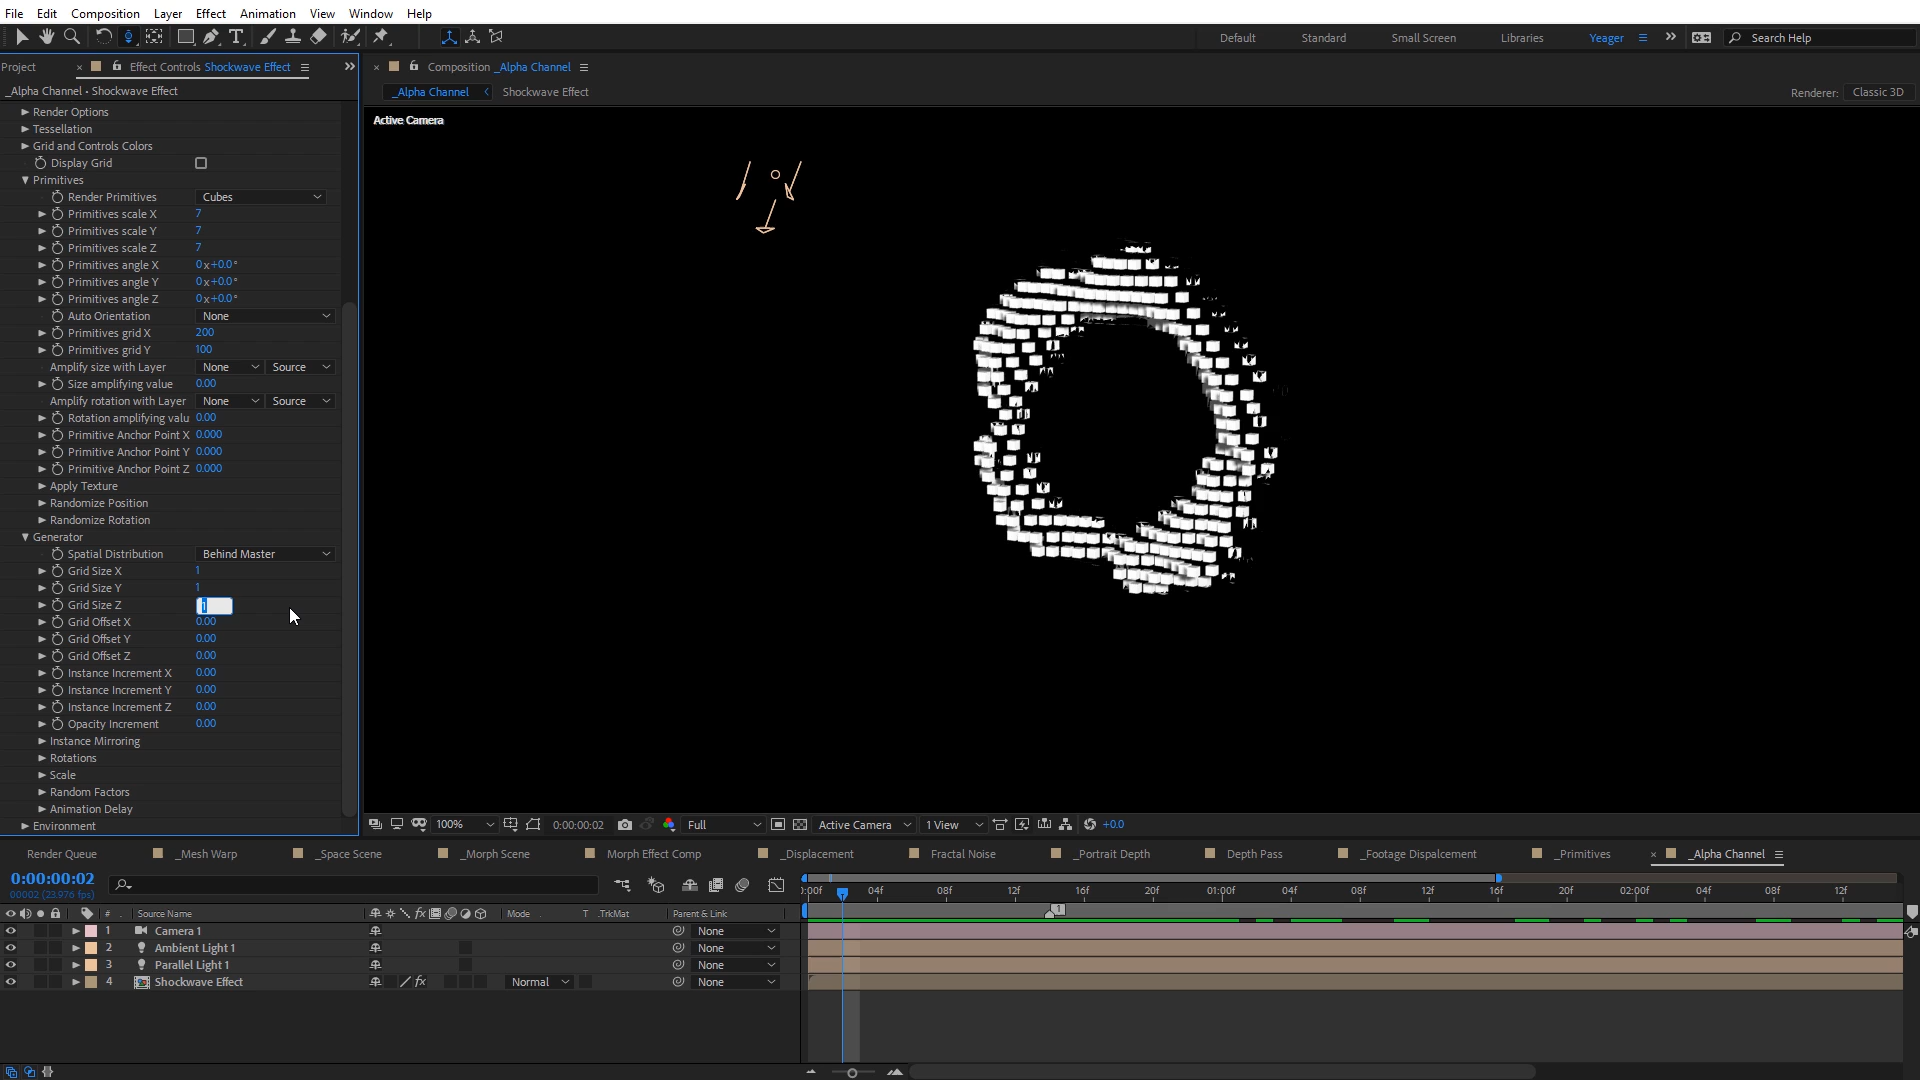 File Edit Composition Layer Effect Animation View Window Help
Default Standard Small Screen Libraries Yeager Search Help
Project Effect Controls Shockwave Effect
Composition _Alpha Channel
_Alpha Channel • Shockwave Effect
_Alpha Channel Shockwave Effect
Renderer: Classic 3D
Render Options
Active Camera
Tessellation
Grid and Controls Colors
Display Grid
Primitives
Render Primitives Cubes
Primitives scale X 7
Primitives scale Y 7
Primitives scale Z 7
Primitives angle X 0x+0.0°
Primitives angle Y 0x+0.0°
Primitives angle Z 0x+0.0°
Auto Orientation None
Primitives grid X 200
Primitives grid Y 100
Amplify size with Layer None Source
Size amplifying value 0.00
Amplify rotation with Layer None Source
Rotation amplifying valu 0.00
Primitive Anchor Point X 0.000
Primitive Anchor Point Y 0.000
Primitive Anchor Point Z 0.000
Apply Texture
Randomize Position
Randomize Rotation
Generator
Spatial Distribution Behind Master
Grid Size X 1
Grid Size Y 1
Grid Size Z 1
Grid Offset X 0.00
Grid Offset Y 0.00
Grid Offset Z 0.00
Instance Increment X 0.00
Instance Increment Y 0.00
Instance Increment Z 0.00
Opacity Increment 0.00
Instance Mirroring
Rotations
Scale
Random Factors
Animation Delay
Environment
100% 0:00:00:02 Full Active Camera 1 View +0.0
Render Queue _Mesh Warp _Space Scene _Morph Scene Morph Effect Comp _Displacement Fractal Noise _Portrait Depth Depth Pass _Footage Dispalcement _Primitives _Alpha Channel
0:00:00:02
00002 (23.976 fps)
):00f 04f 08f 12f 16f 20f 01:00f 04f 08f 12f 16f 20f 02:00f 04f 08f 12f
# Source Name Mode T .TrkMat Parent & Link
1
1 Camera 1 None
2 Ambient Light 1 None
3 Parallel Light 1 None
4 Shockwave Effect Normal None